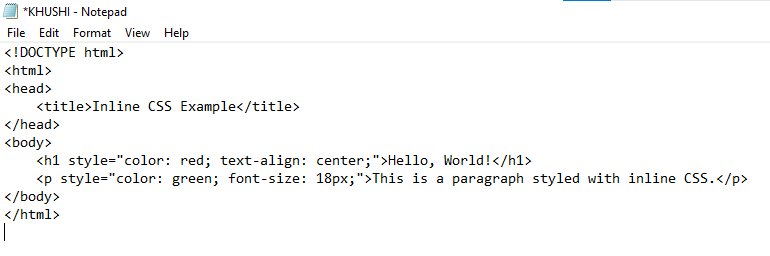 *KHUSHI - Notepad
File Edit Format View Help
<!DOCTYPE html>
<html>
<head>
    <title>Inline CSS Example</title>
</head>
<body>
    <h1 style="color: red; text-align: center;">Hello, World!</h1>
    <p style="color: green; font-size: 18px;">This is a paragraph styled with inline CSS.</p>
</body>
</html>